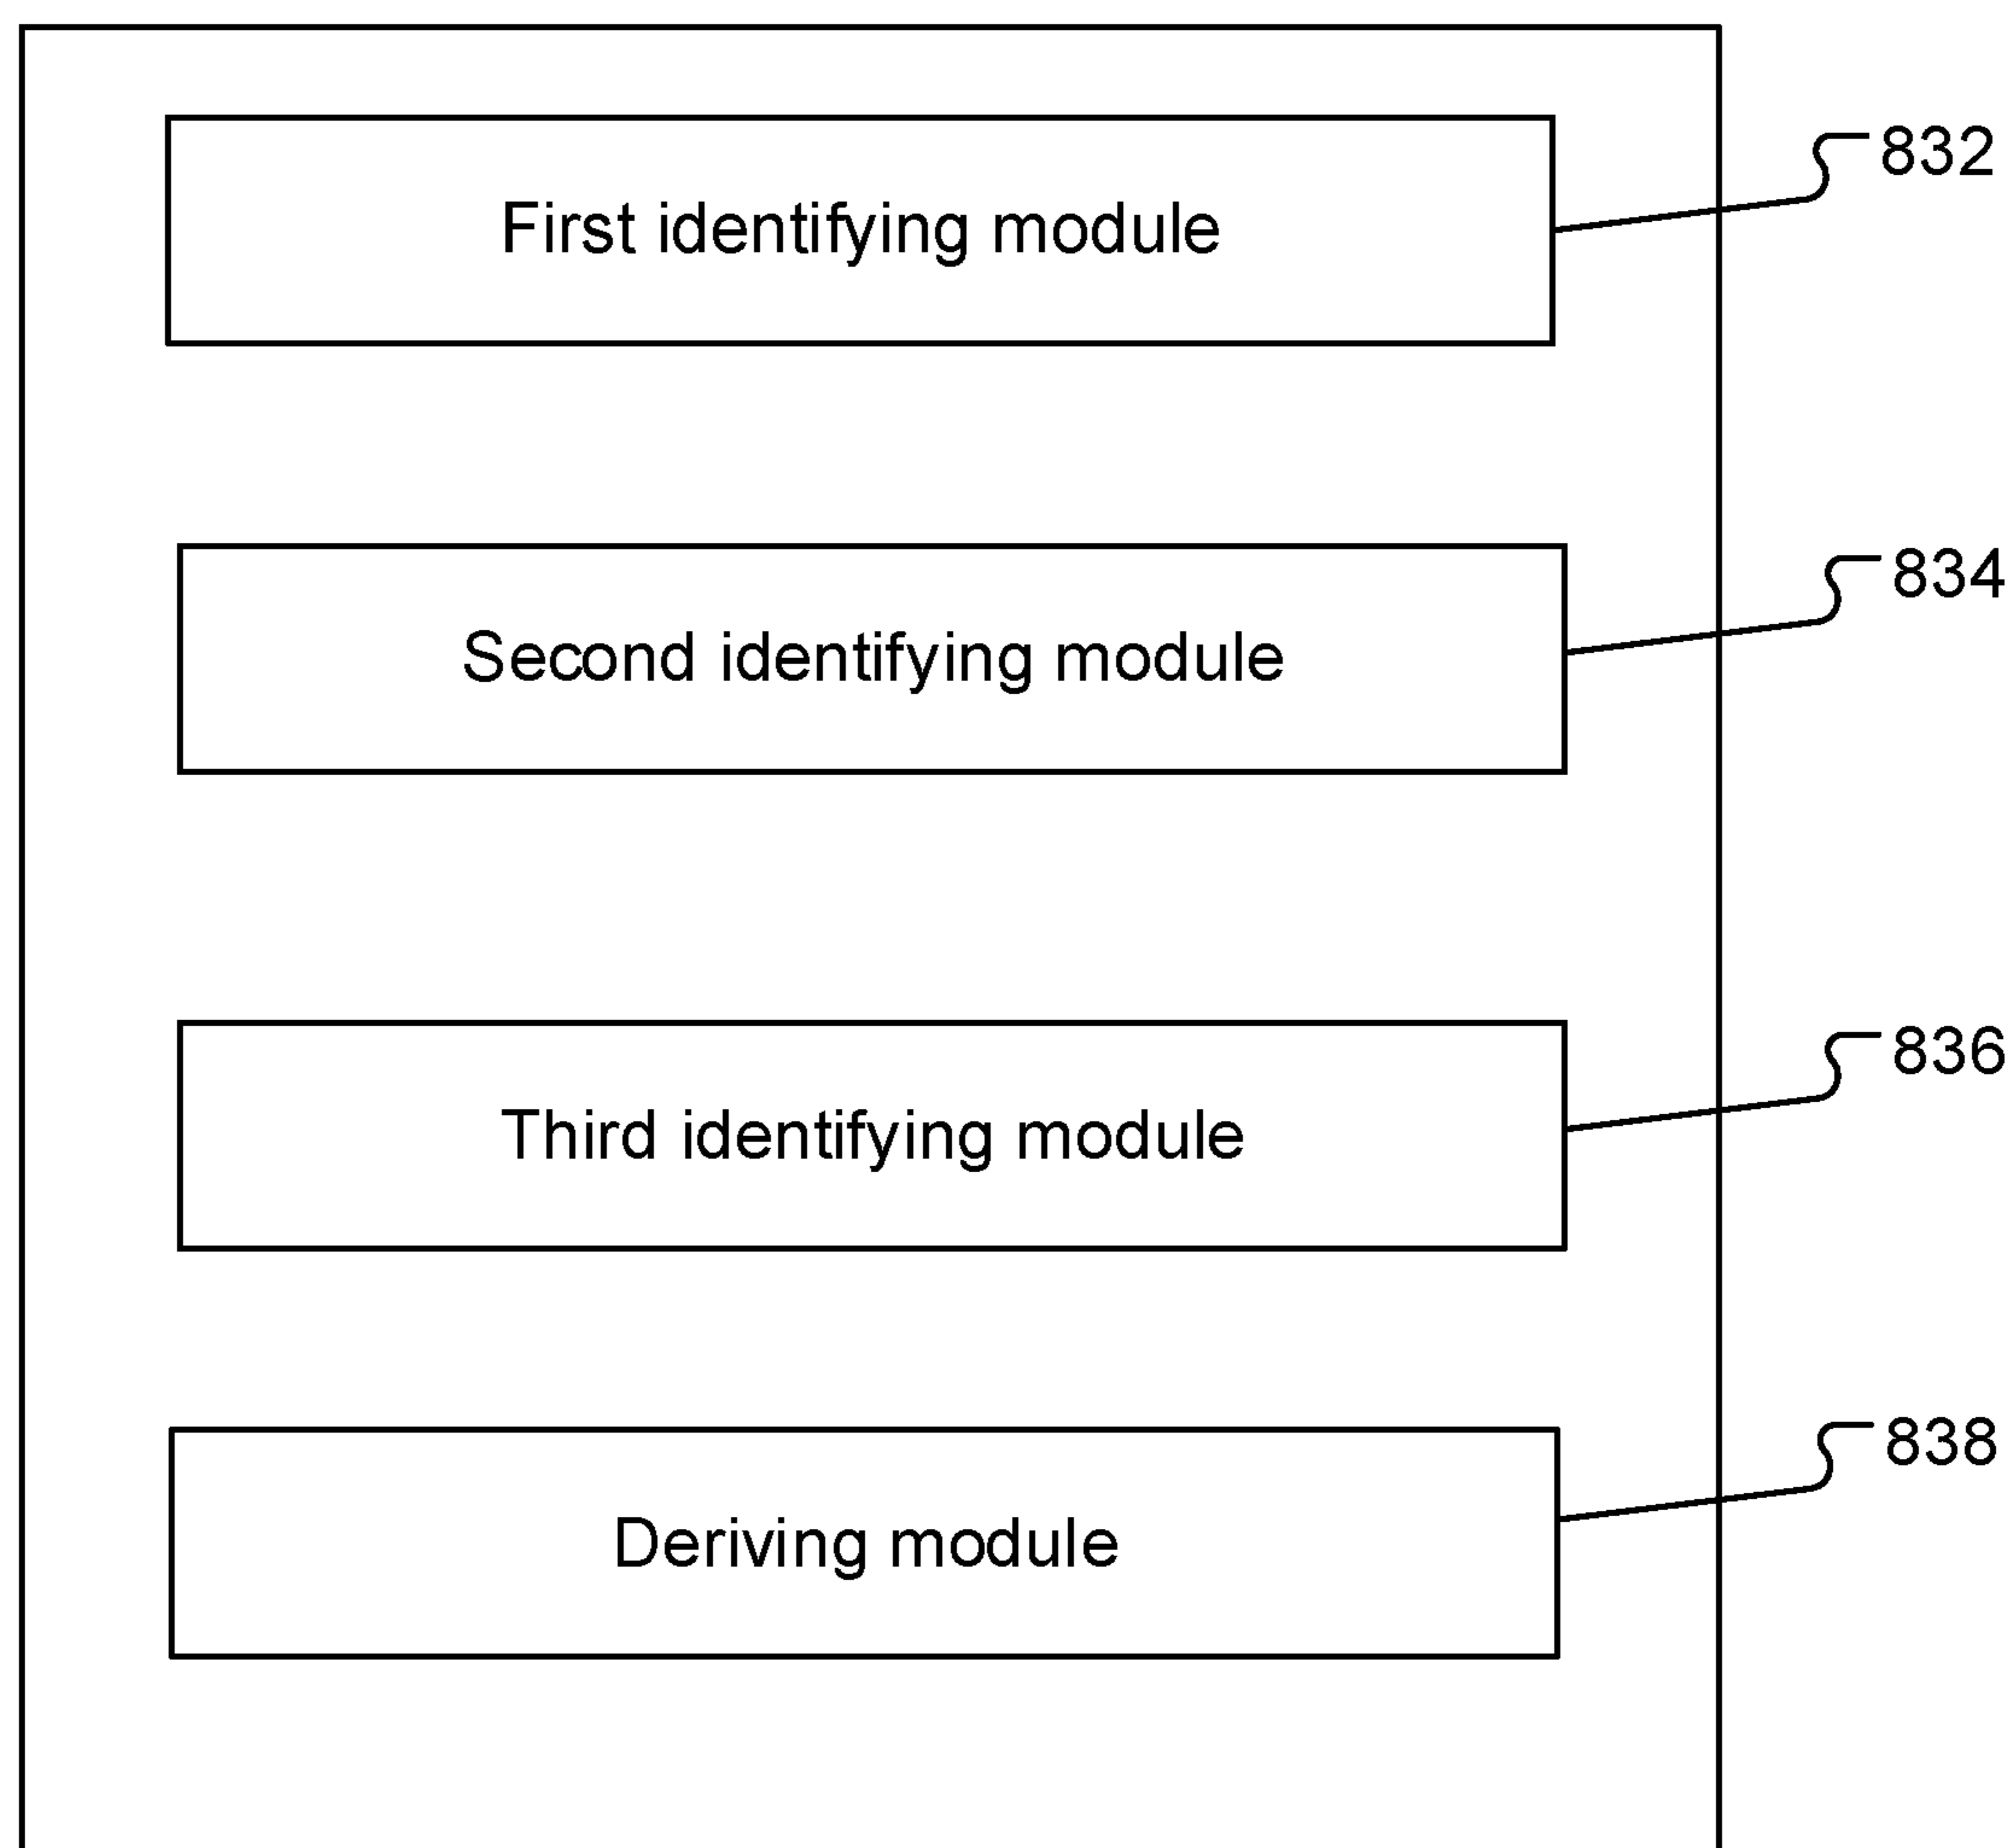 First identifying module
832
Second identifying module
834
Third identifying module
836
Deriving module
838